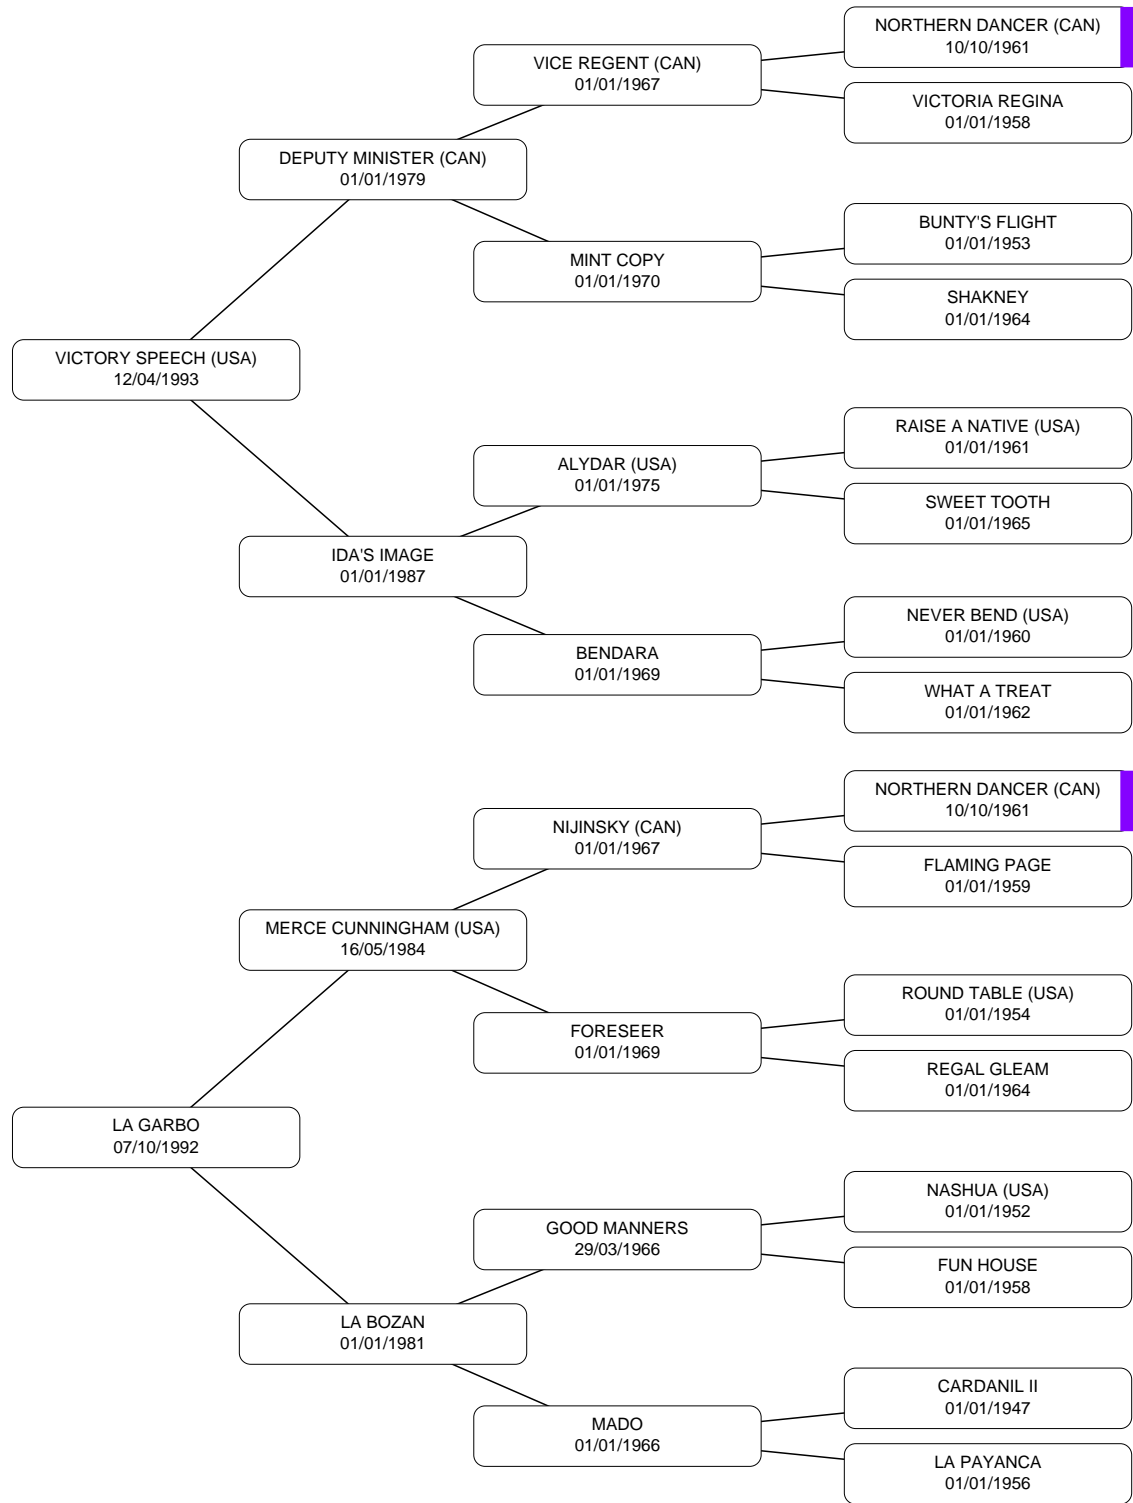 NORTHERN DANCER (CAN)
10/10/1961
VICE REGENT (CAN)
01/01/1967
VICTORIA REGINA
01/01/1958
DEPUTY MINISTER (CAN)
01/01/1979
BUNTY'S FLIGHT
01/01/1953
MINT COPY
01/01/1970
SHAKNEY
01/01/1964
VICTORY SPEECH (USA)
12/04/1993
RAISE A NATIVE (USA)
01/01/1961
ALYDAR (USA)
01/01/1975
SWEET TOOTH
01/01/1965
IDA'S IMAGE
01/01/1987
NEVER BEND (USA)
01/01/1960
BENDARA
01/01/1969
WHAT A TREAT
01/01/1962
NORTHERN DANCER (CAN)
10/10/1961
NIJINSKY (CAN)
01/01/1967
FLAMING PAGE
01/01/1959
MERCE CUNNINGHAM (USA)
16/05/1984
ROUND TABLE (USA)
01/01/1954
FORESEER
01/01/1969
REGAL GLEAM
01/01/1964
LA GARBO
07/10/1992
NASHUA (USA)
01/01/1952
GOOD MANNERS
29/03/1966
FUN HOUSE
01/01/1958
LA BOZAN
01/01/1981
CARDANIL II
01/01/1947
MADO
01/01/1966
LA PAYANCA
01/01/1956